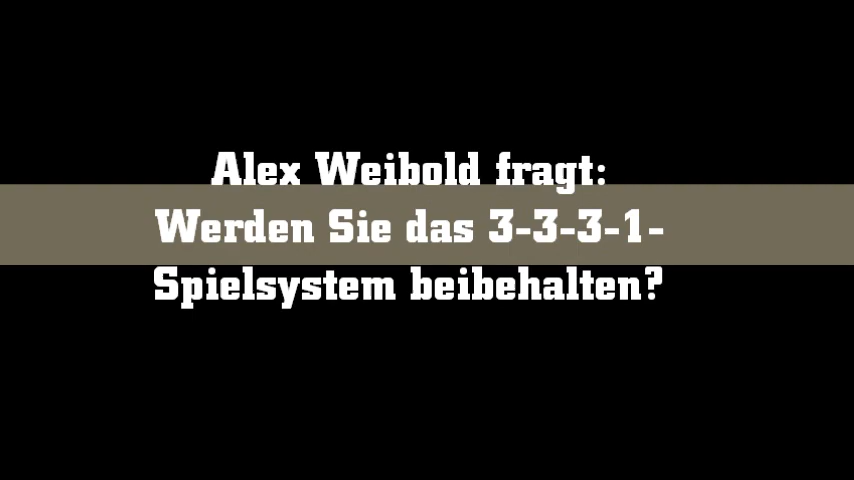 Alex Weibold fragt:
Werden Sie das 3-3-3-1-
Spielsystem beibehalten?